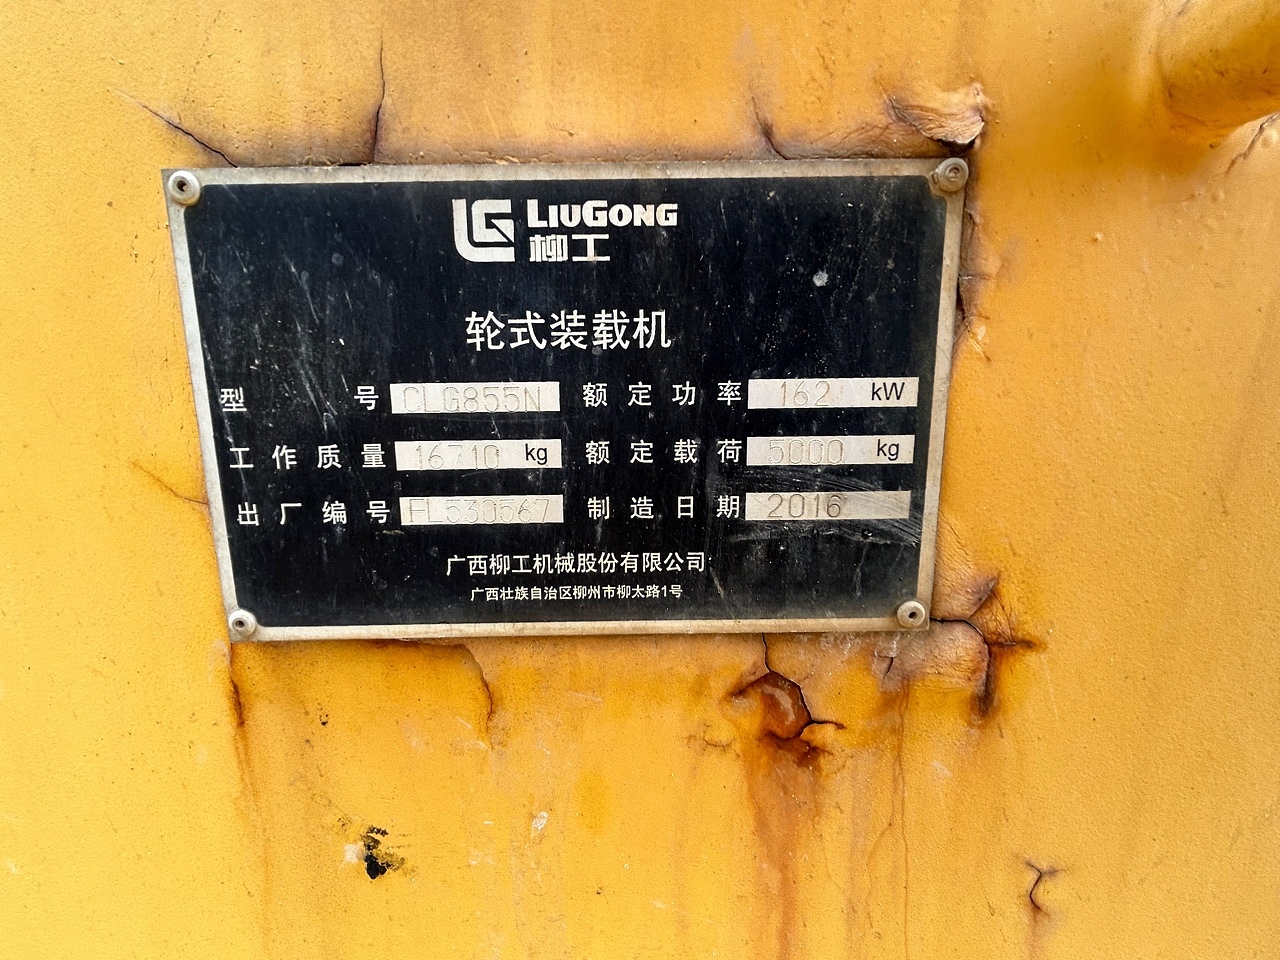 LIUGONG
柳工
轮式装载机
型号 CLG855N 额定功率 162 kW
工作质量 16710 kg 额定载荷 5000 kg
出厂编号 FL530567 制造日期 2016
广西柳工机械股份有限公司
广西壮族自治区柳州市柳太路1号